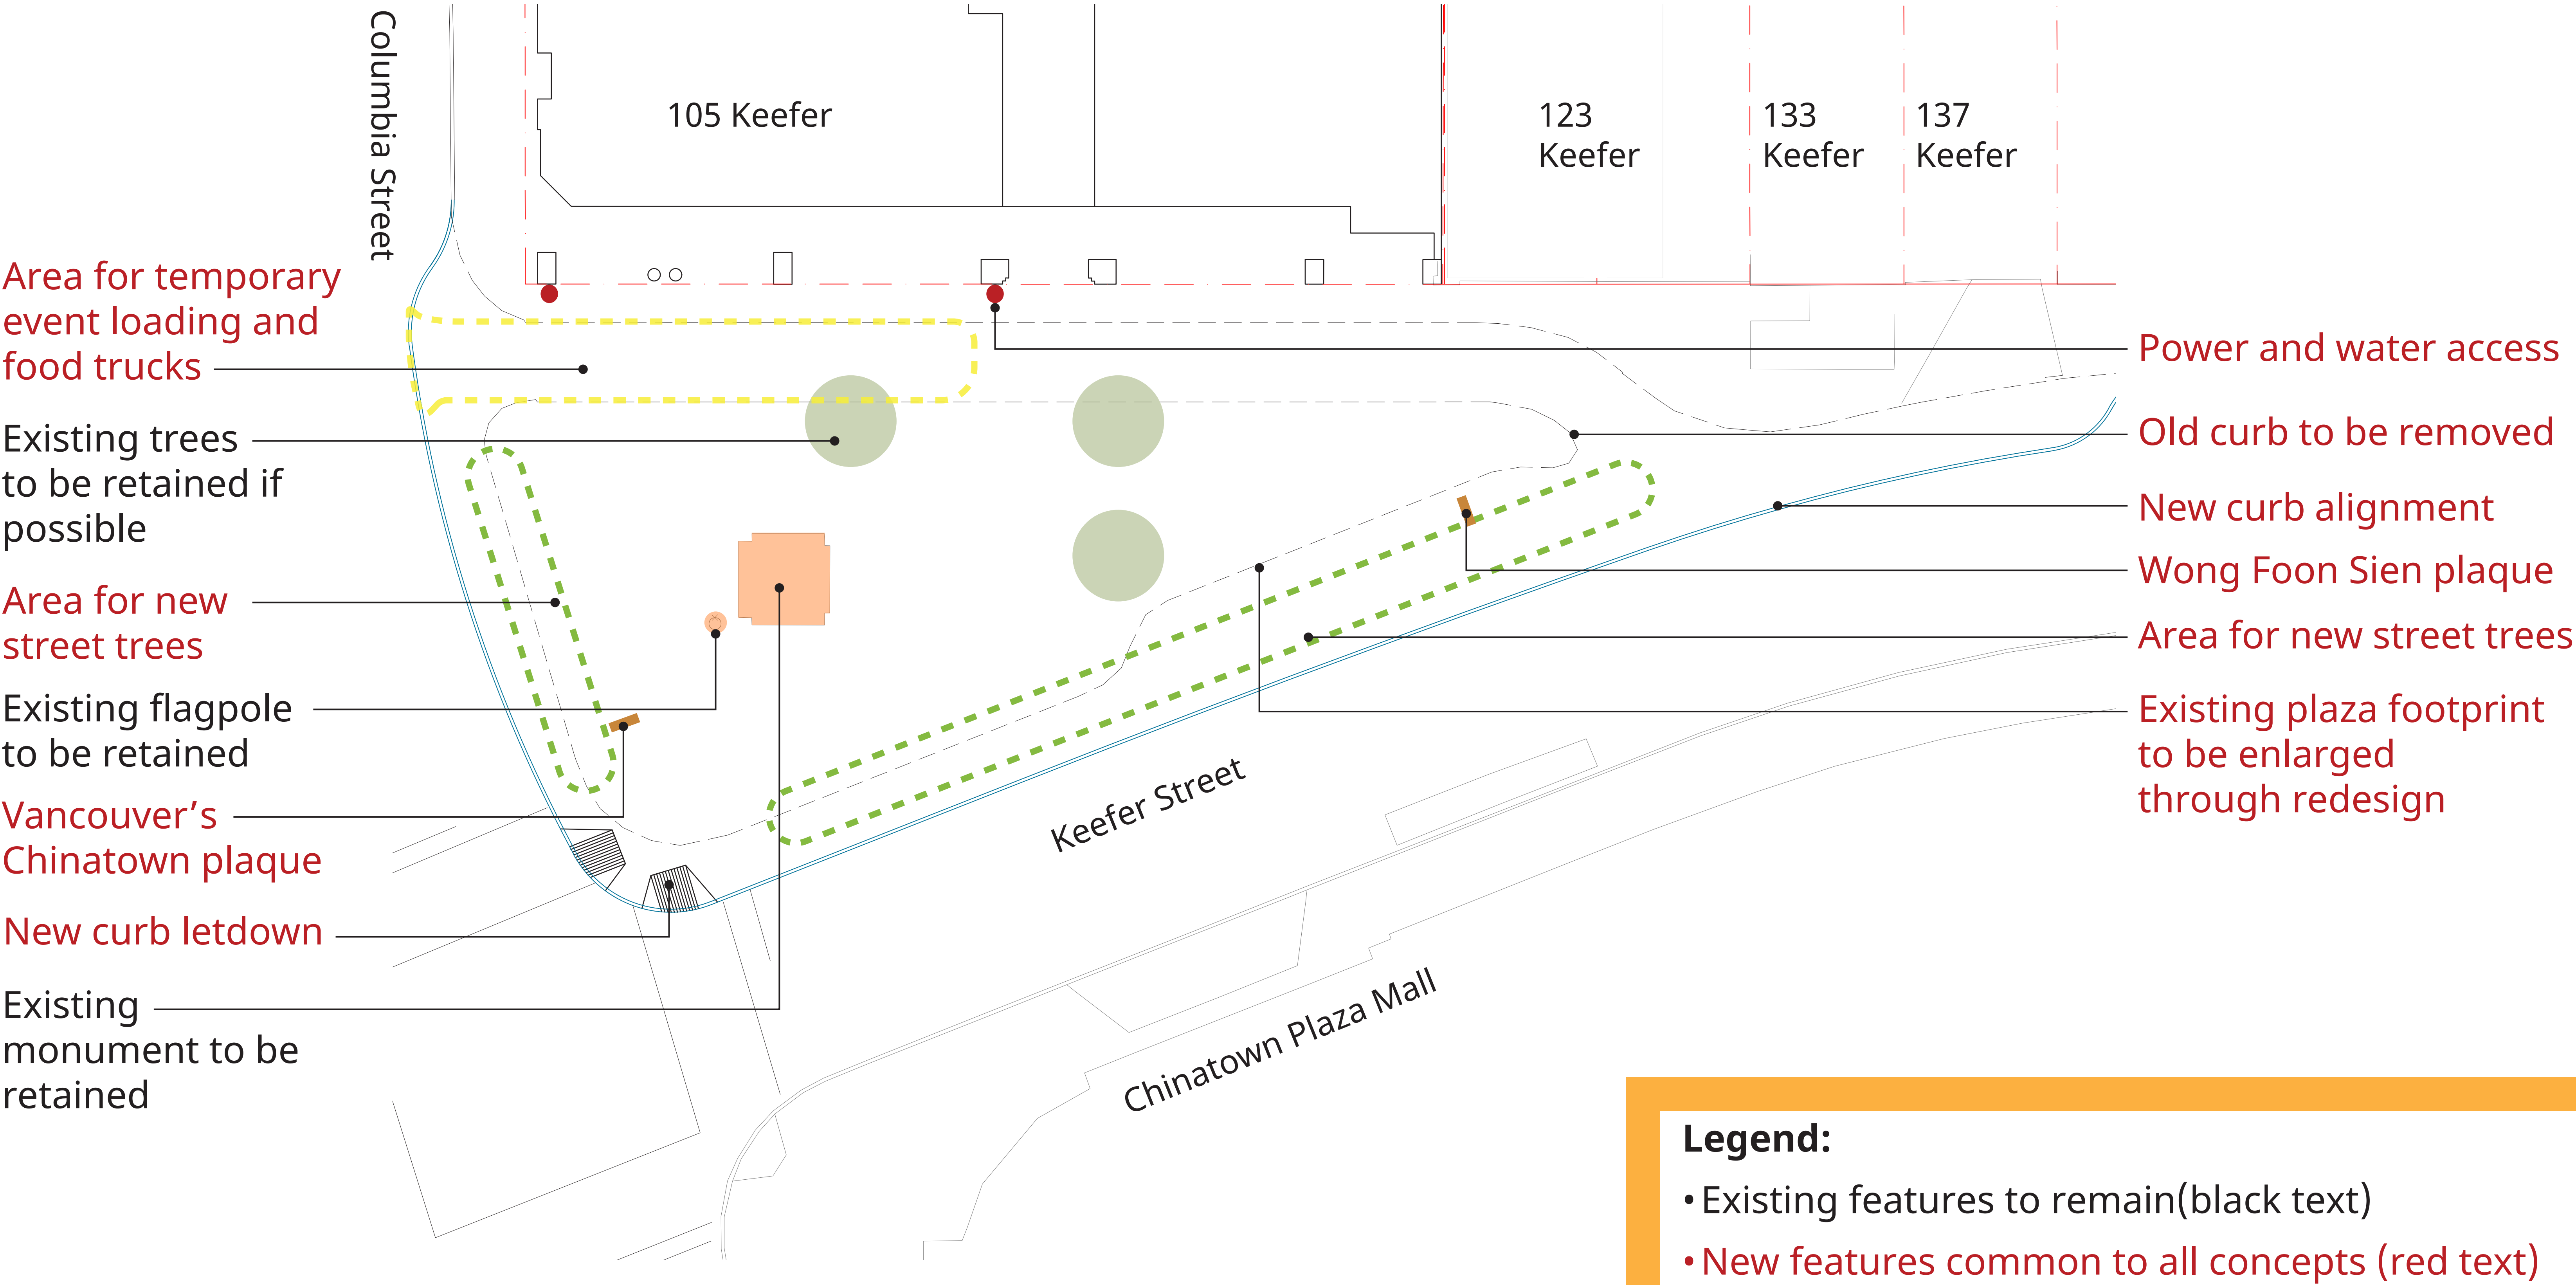 Columbia Street
105 Keefer
123
Keefer
133
Keefer
137
Keefer
Area for temporary
event loading and
food trucks
Existing trees
to be retained if
possible
Area for new
street trees
Existing flagpole
to be retained
Vancouver’s
Chinatown plaque
New curb letdown
Existing
monument to be
retained
Power and water access
Old curb to be removed
New curb alignment
Wong Foon Sien plaque
Area for new street trees
Existing plaza footprint
to be enlarged
through redesign
Keefer Street
Chinatown Plaza Mall
Legend:
• Existing features to remain(black text)
• New features common to all concepts (red text)